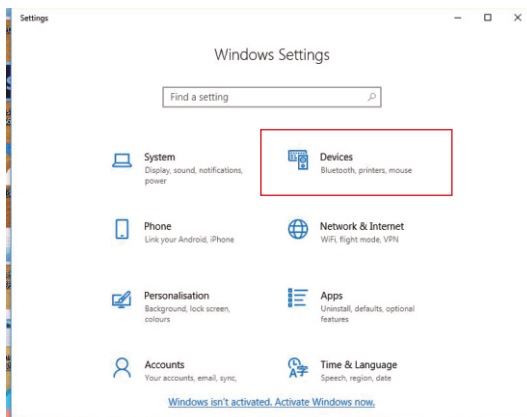 Settings
Windows Settings
Find a setting
System
Display, sound, notifications,
power
Devices
Bluetooth, printers, mouse
Phone
Link your Android, iPhone
Network & Internet
WiFi, flight mode, VPN
Personalisation
Background, lock screen,
colours
Apps
Uninstall, defaults, optional
features
Accounts
Your accounts, email, sync,
Time & Language
Speech, region, date
Windows isn't activated. Activate Windows now.